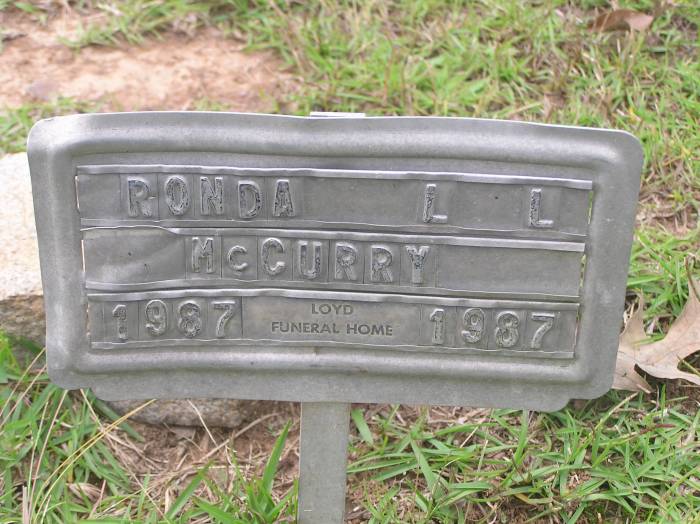 RONDA L L
McCURRY
1987 LOYD 1987
FUNERAL HOME